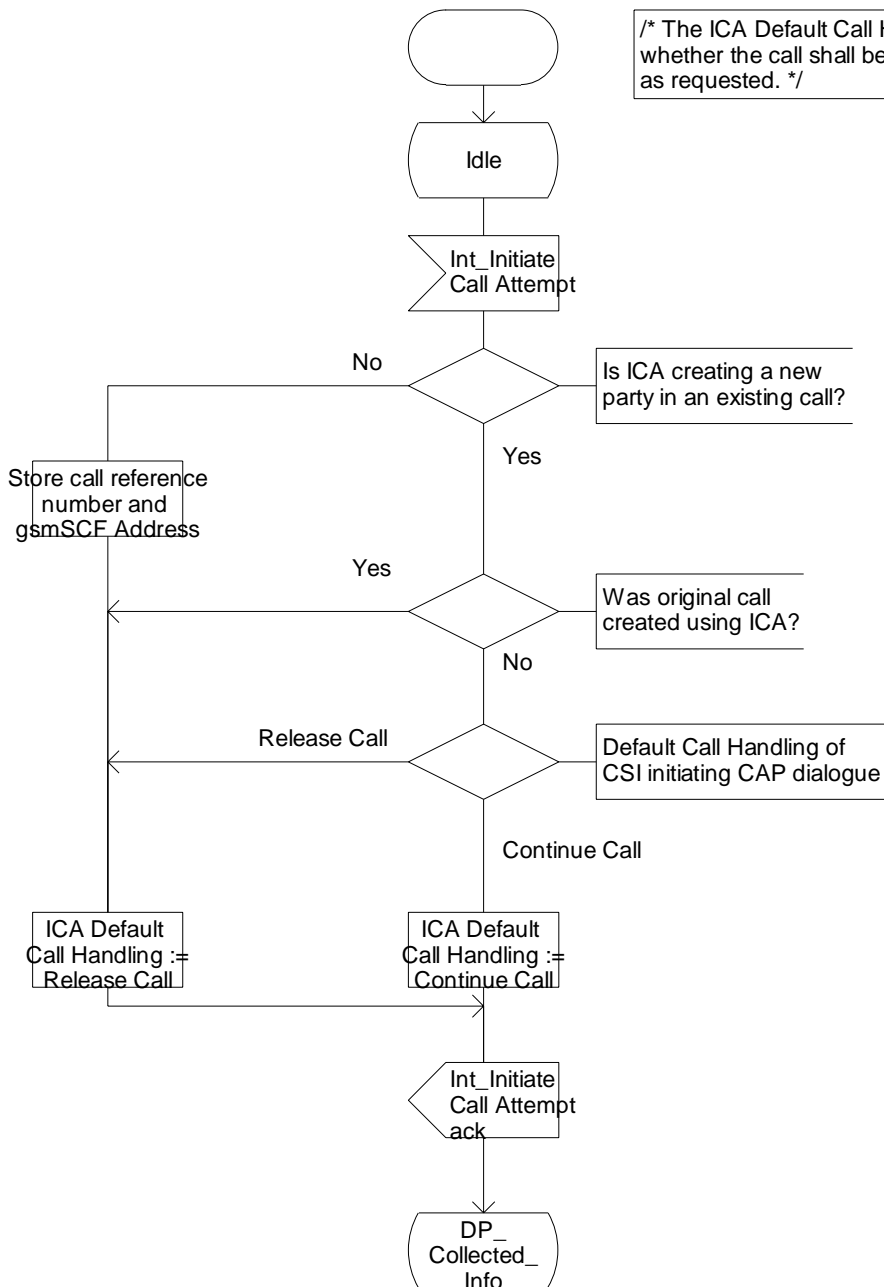 /* The ICA Default Call
whether the call shall be
as requested. */
Idle
Int_Initiate
Call Attempt
No
Is ICA creating a new
party in an existing call?
Yes
Store call reference
number and
gsmSCF Address
Yes
Was original call
created using ICA?
No
Release Call
Default Call Handling of
CSI initiating CAP dialogue
Continue Call
ICA Default
Call Handling :=
Release Call
ICA Default
Call Handling :=
Continue Call
Int_Initiate
Call Attempt
ack
DP_
Collected_
Info